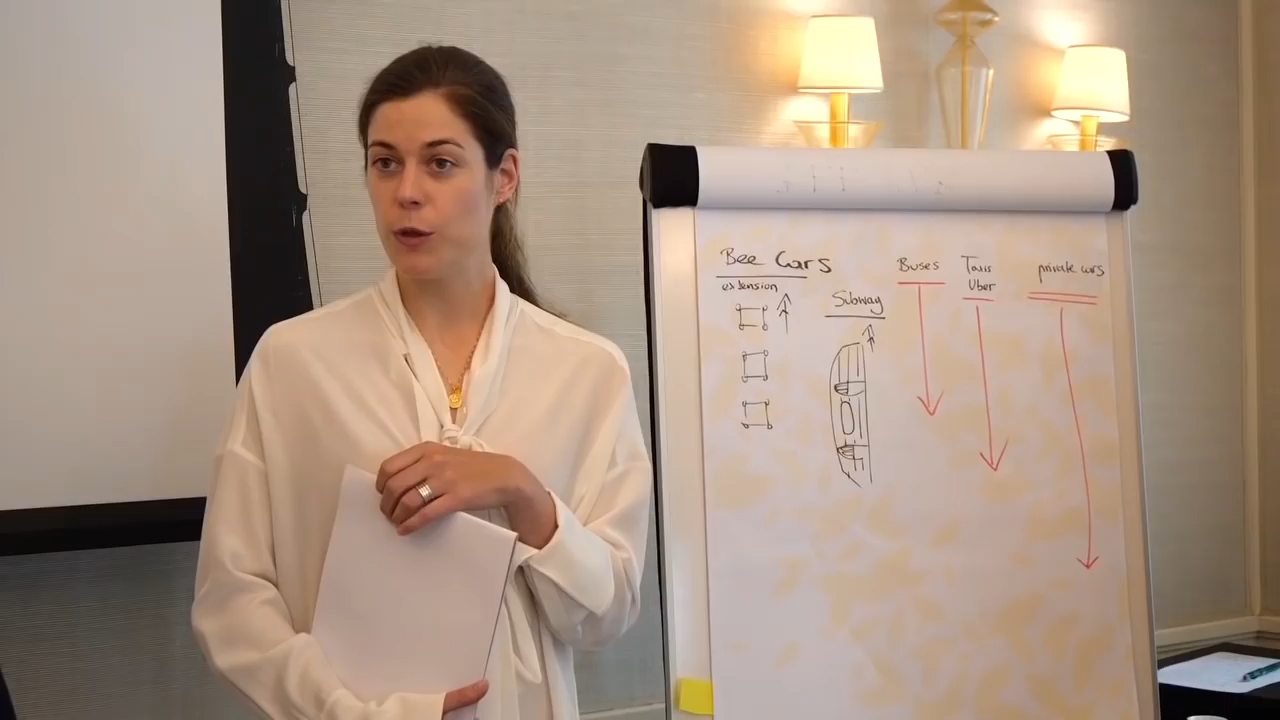 Bee Cars
extension
Subway
Buses
Taxis
Uber
private cars